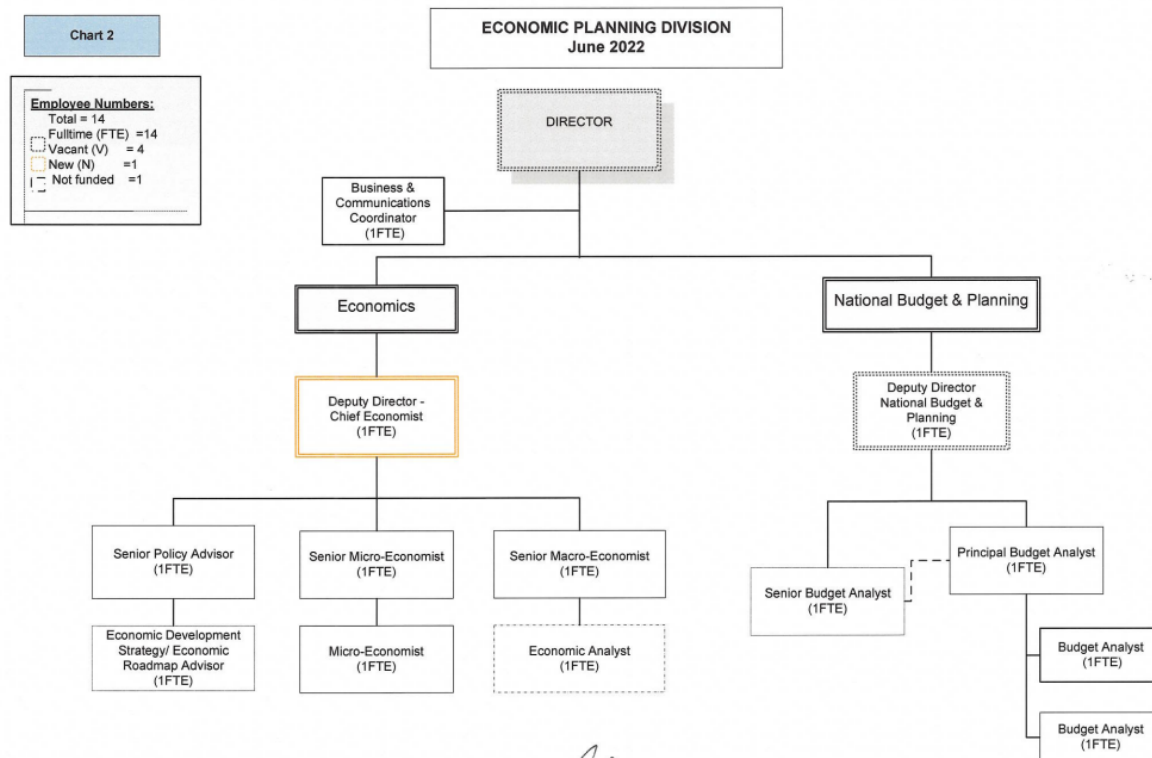 Chart 2
ECONOMIC PLANNING DIVISION
June 2022
Employee Numbers:
Total = 14
Fulltime (FTE) =14
Vacant (V) = 4
New (N) =1
Not funded =1
DIRECTOR
Business &
Communications
Coordinator
(1FTE)
Economics
National Budget & Planning
Deputy Director -
Chief Economist
(1FTE)
Deputy Director
National Budget &
Planning
(1FTE)
Senior Policy Advisor
(1FTE)
Senior Micro-Economist
(1FTE)
Senior Macro-Economist
(1FTE)
Principal Budget Analyst
(1FTE)
Senior Budget Analyst
(1FTE)
Economic Development
Strategy/ Economic
Roadmap Advisor
(1FTE)
Micro-Economist
(1FTE)
Economic Analyst
(1FTE)
Budget Analyst
(1FTE)
Budget Analyst
(1FTE)